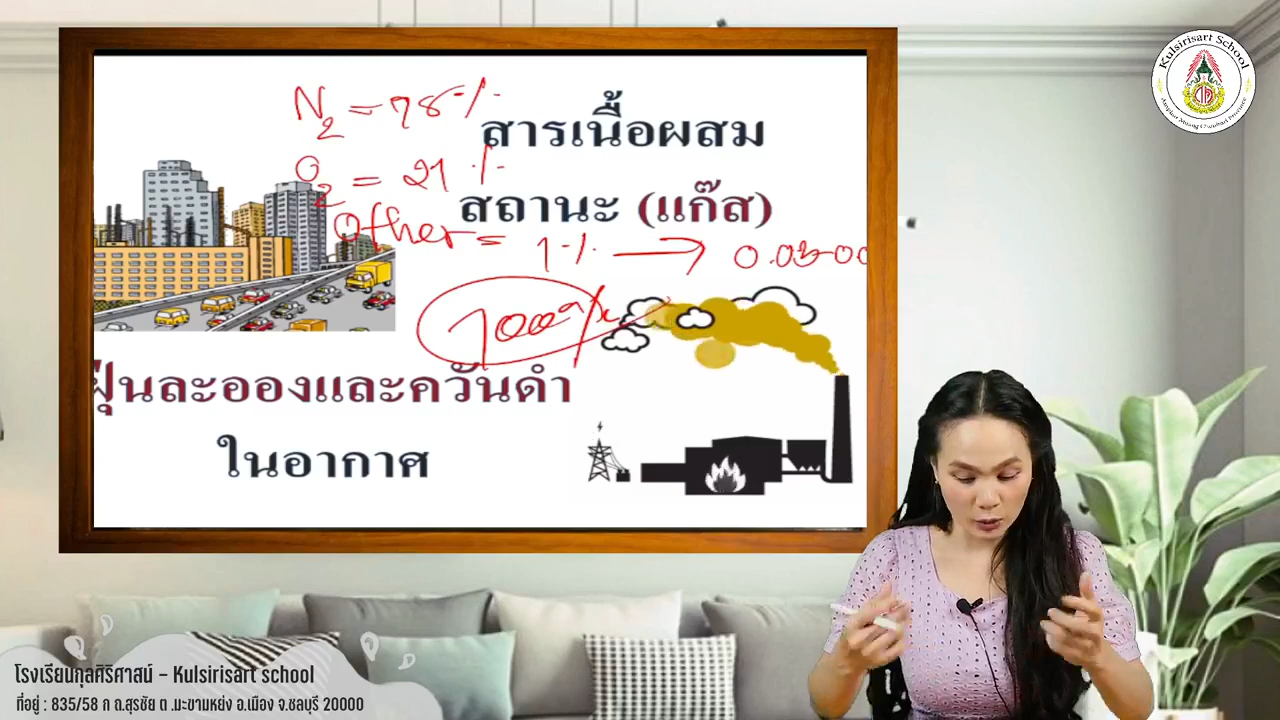 N₂ = 78 %
สารเนื้อผสม
O₂ = 21 %
สถานะ (แก๊ส)
Other = 1 % → 0.03
100%
ฝุ่นละอองและควันดำ
ในอากาศ
Kulsirisart School
โรงเรียนกุลศิริศาสน์ - Kulsirisart school
ที่อยู่ : 835/58 ก ถ.สุรชัย ต .มะขามหย่ง อ.เมือง จ.ชลบุรี 20000